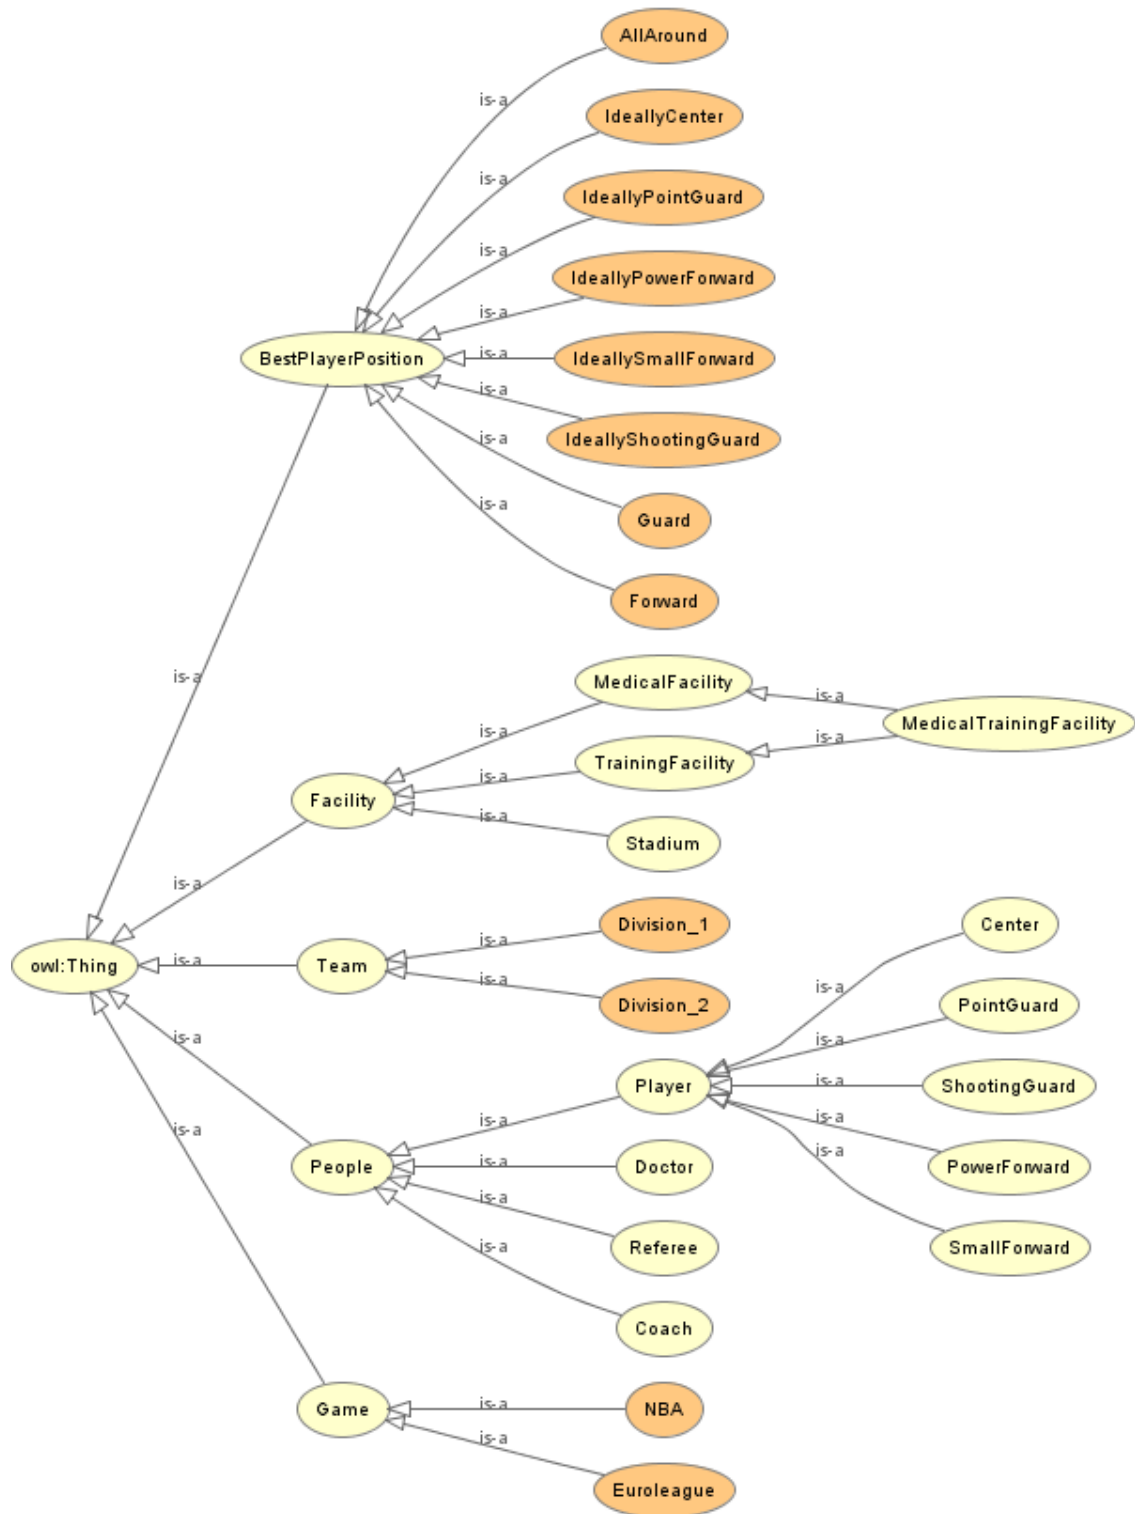 AllAround
is-a
IdeallyCenter
is-a
IdeallyPointGuard
is-a
IdeallyPowerForward
is-a
BestPlayerPosition
is-a
IdeallySmallForward
is-a
IdeallyShootingGuard
is-a
Guard
is-a
Forward
is-a
MedicalFacility
is-a
MedicalTrainingFacility
is-a
is-a
TrainingFacility
is-a
Facility
is-a
Stadium
is-a
Division_1
Center
is-a
owl:Thing
is-a
Team
is-a
is-a
Division_2
PointGuard
is-a
is-a
Player
is-a
ShootingGuard
is-a
is-a
is-a
is-a
People
is-a
Doctor
PowerForward
is-a
Referee
is-a
SmallForward
Coach
Game
is-a
NBA
is-a
Euroleague